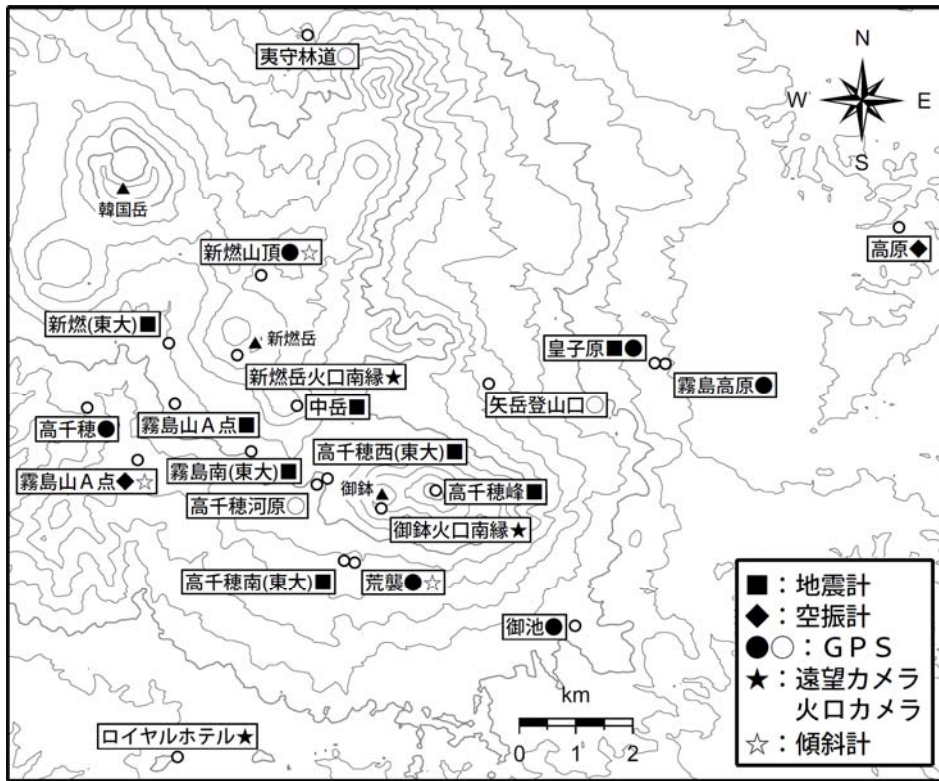 夷守林道○
N
W
E
S
韓国岳
高原◆
新燃山頂●☆
新燃(東大)■
新燃岳
皇子原■●
新燃岳火口南縁★
霧島高原●
中岳■
矢岳登山口○
高千穂●
霧島山A点■
高千穂西(東大)■
霧島山A点◆☆
霧島南(東大)■
御鉢
高千穂峰■
高千穂河原○
御鉢火口南縁★
高千穂南(東大)■
荒襲●☆
御池●
■：地震計
◆：空振計
●○：ＧＰＳ
★：遠望カメラ
火口カメラ
☆：傾斜計
km
0 1 2
ロイヤルホテル★